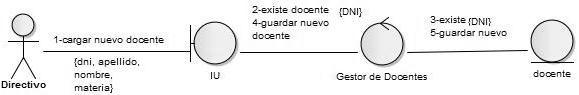 1-cargar nuevo docente
{dni, apellido,
nombre,
materia}
Directivo
IU
2-existe docente {DNI}
4-guardar nuevo
docente
Gestor de Docentes
3-existe {DNI}
5-guardar nuevo
docente